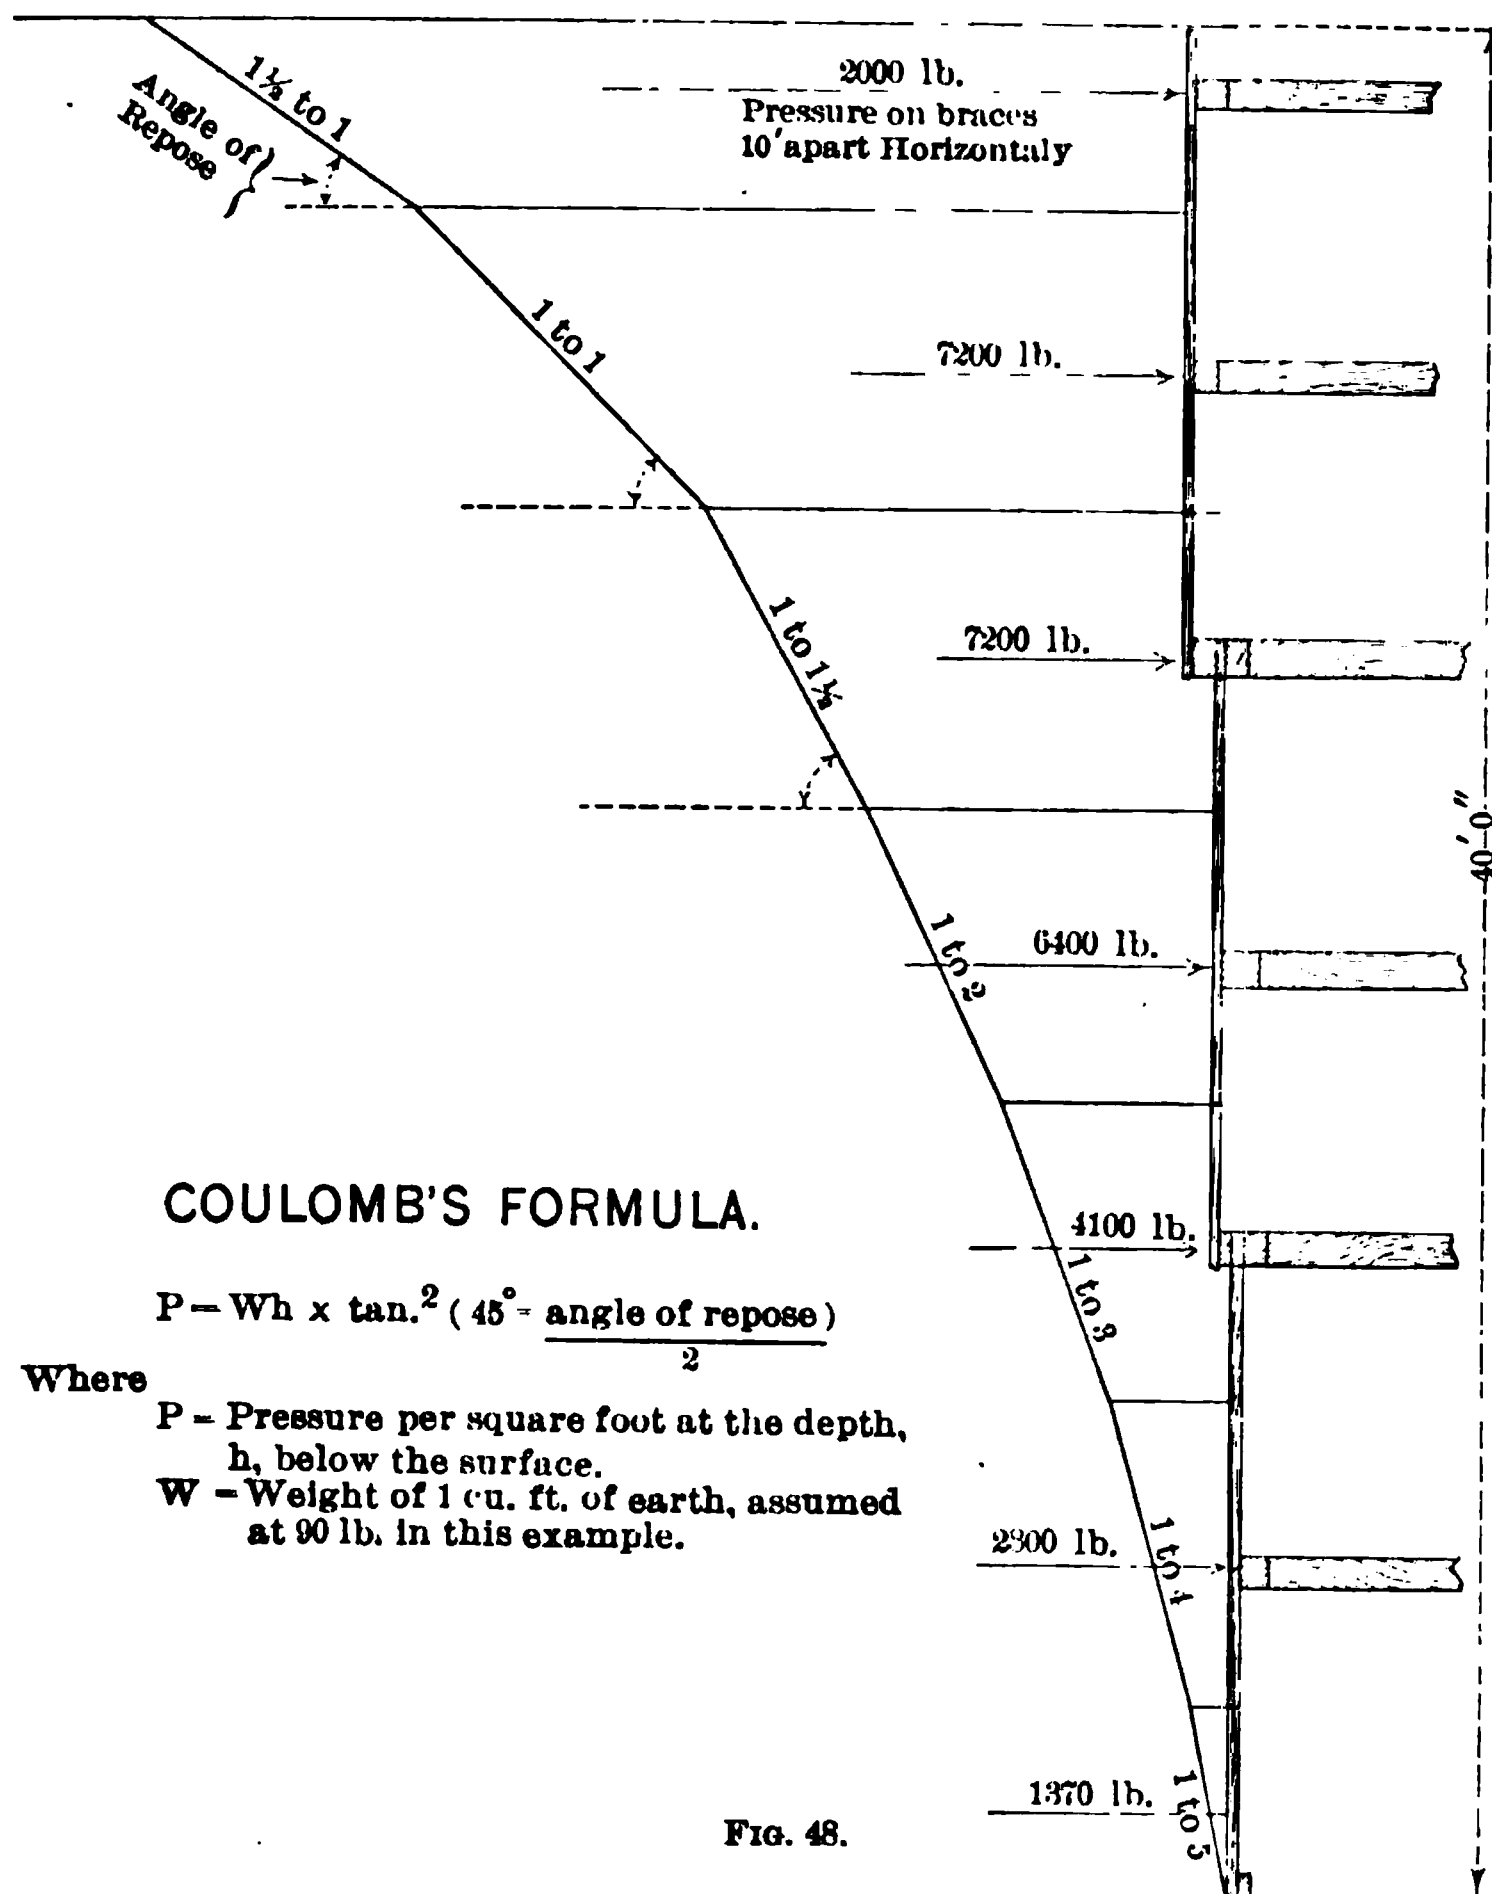 2000 lb.
Pressure on braces
10' apart Horizontaly
1½ to 1
Angle of
Repose
1 to 1
7200 lb.
1 to 1½
7200 lb.
40' 0"
1 to 2
6400 lb.
4100 lb.
1 to 3
COULOMB'S FORMULA.
P = Wh x tan.² ( 45° - angle of repose )
2
Where
P = Pressure per square foot at the depth,
h, below the surface.
W = Weight of 1 cu. ft. of earth, assumed
at 90 lb. in this example.
lb.
1 to 4
1370 lb.
1 to 5
FIG. 48.